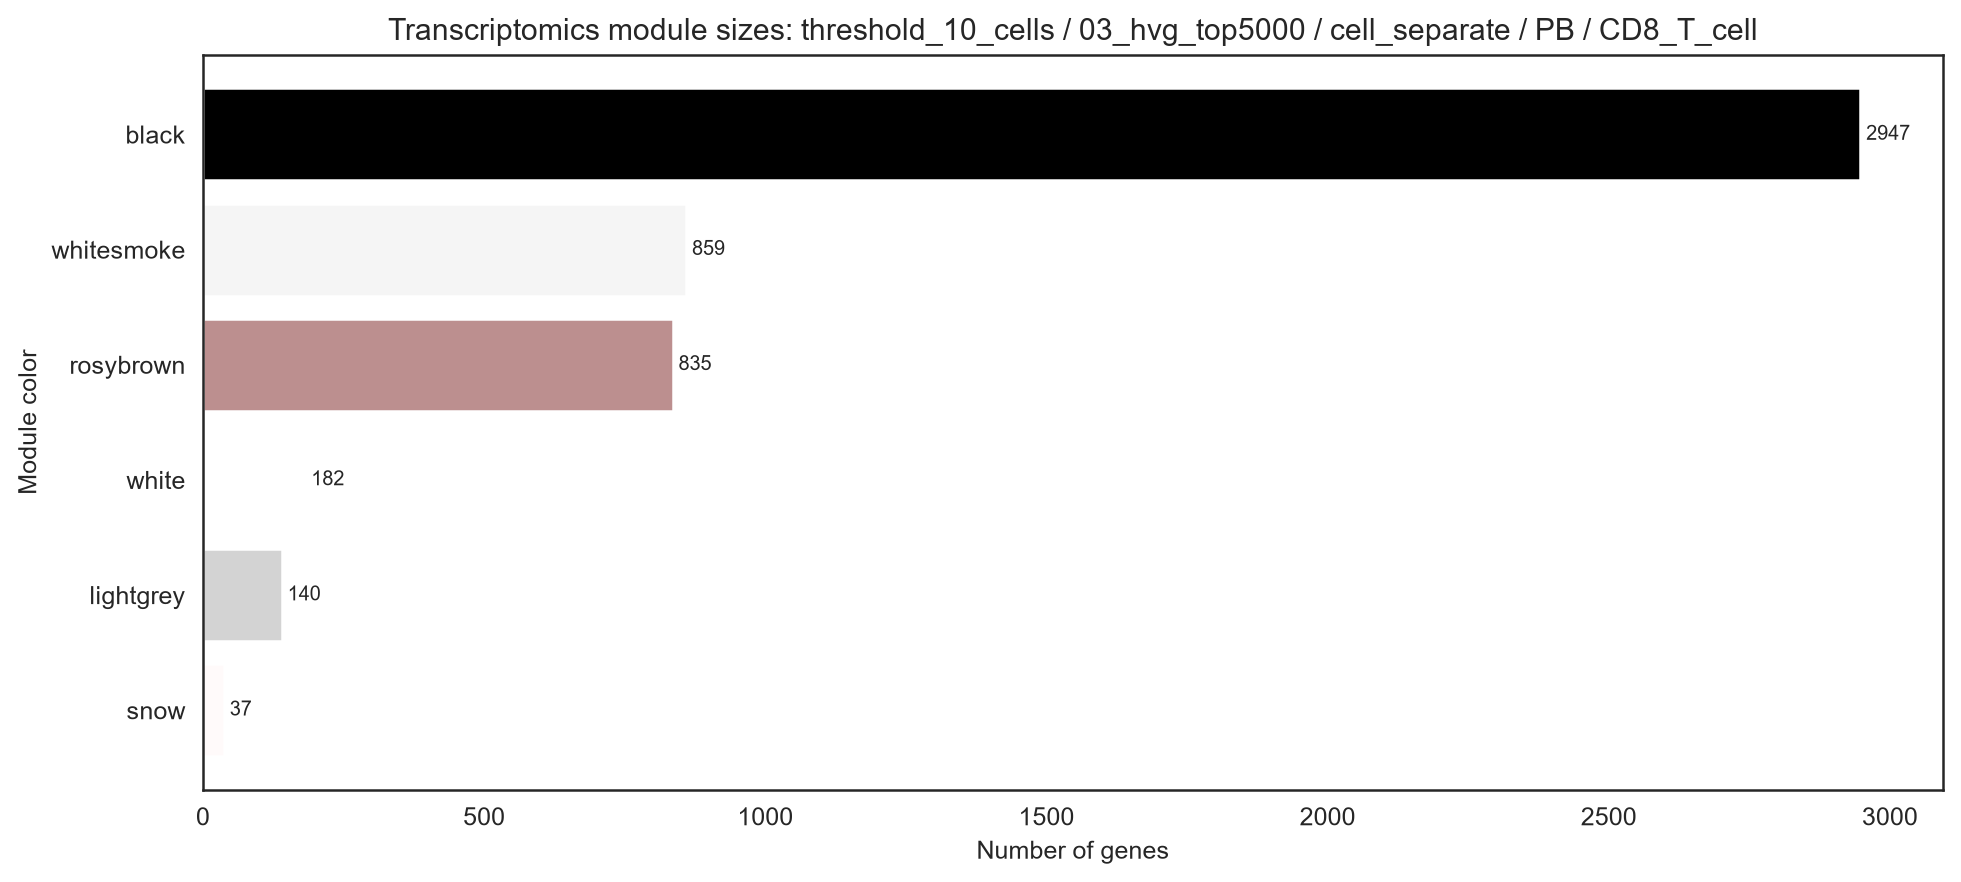 Transcriptomics module sizes: threshold_10_cells / 03_hvg_top5000 / cell_separate / PB / CD8_T_cell
Module color
black
2947
whitesmoke
859
rosybrown
835
white
182
lightgrey
140
snow
37
0 500 1000 1500 2000 2500 3000
Number of genes